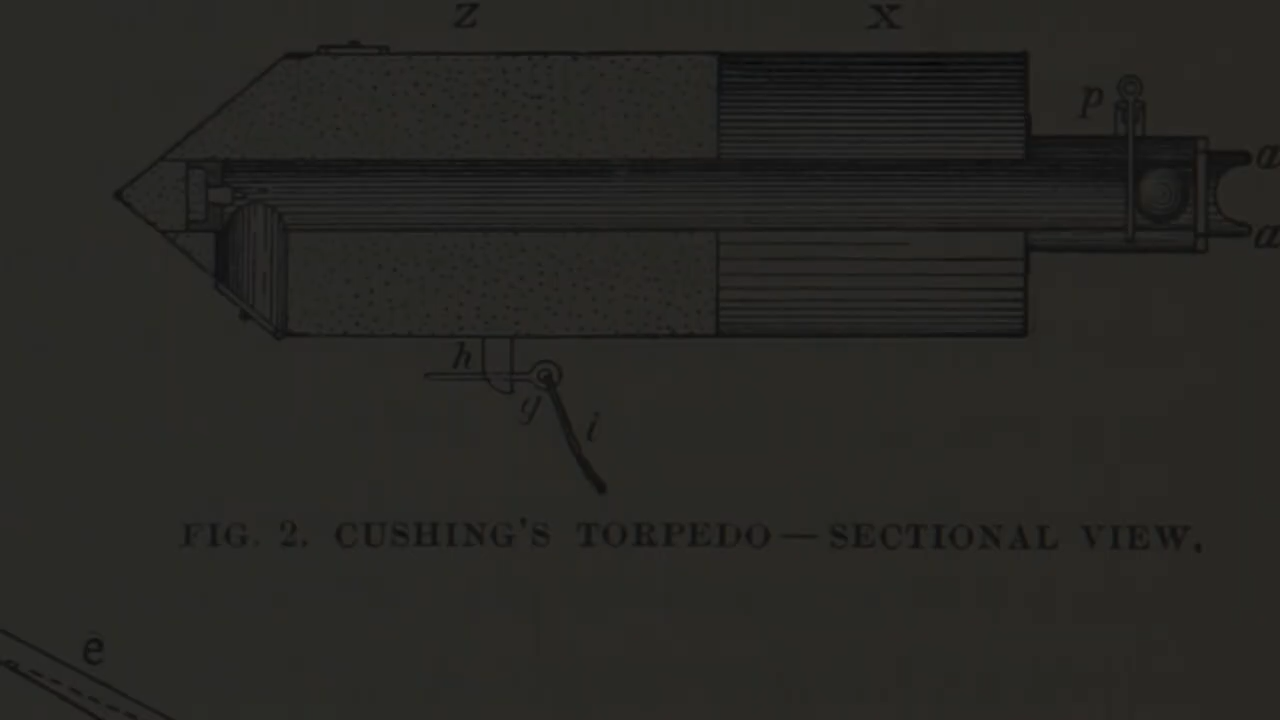 z x
p
a
a
h
g
i
FIG. 2. CUSHING'S TORPEDO — SECTIONAL VIEW.
e